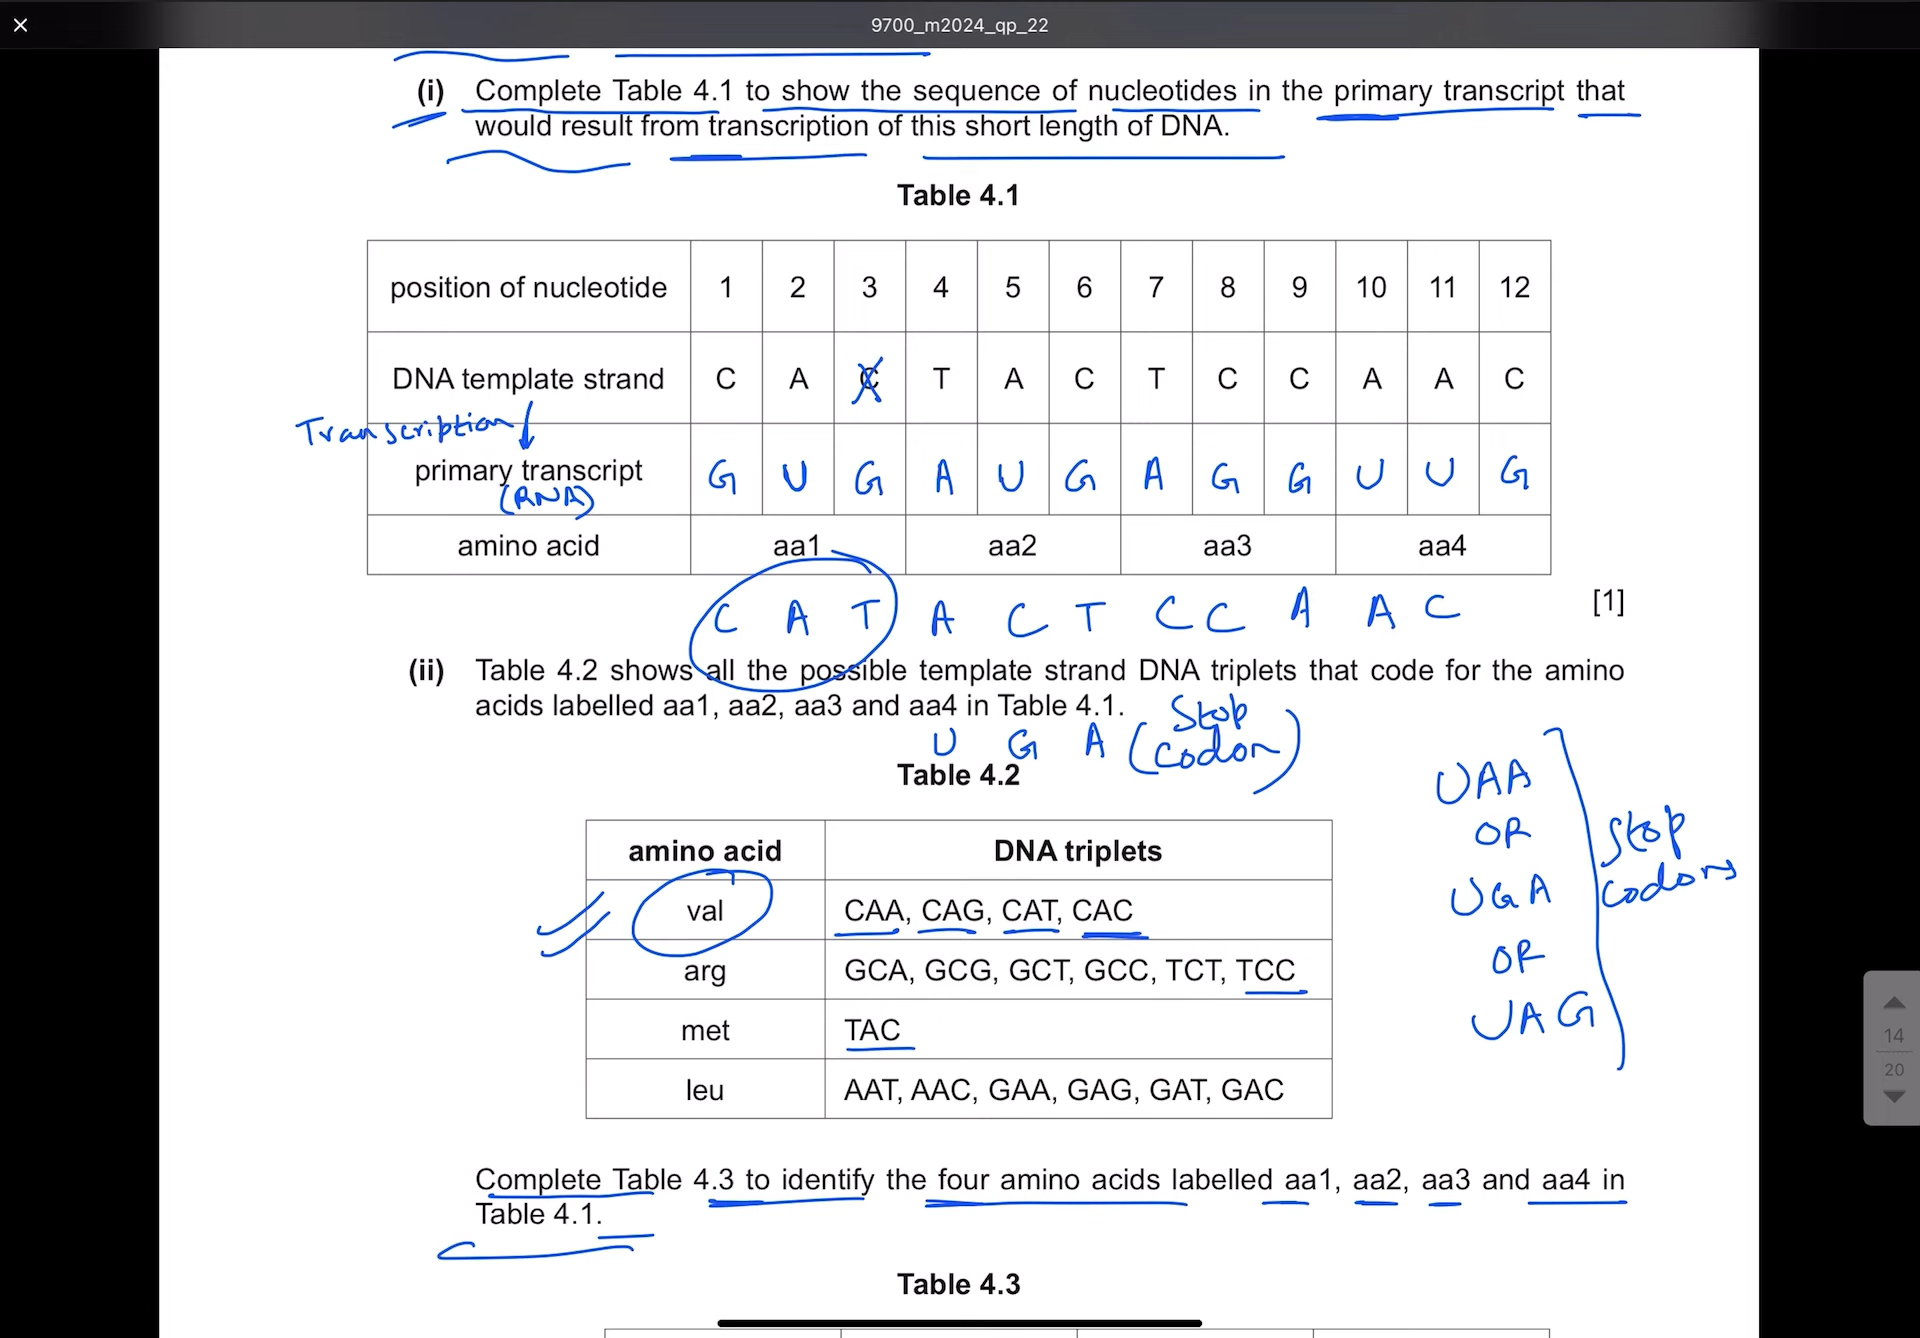 9700_m2024_qp_22
(i) Complete Table 4.1 to show the sequence of nucleotides in the primary transcript that
would result from transcription of this short length of DNA.
Table 4.1
position of nucleotide 1 2 3 4 5 6 7 8 9 10 11 12
DNA template strand C A C T A C T C C A A C
Transcription
primary transcript G U G A U G A G G U U G
(RNA)
amino acid aa1 aa2 aa3 aa4
[1]
C A T A C T C C A A C
(ii) Table 4.2 shows all the possible template strand DNA triplets that code for the amino
acids labelled aa1, aa2, aa3 and aa4 in Table 4.1.
U G A (Stop
codon)
Table 4.2
amino acid DNA triplets
val CAA, CAG, CAT, CAC
arg GCA, GCG, GCT, GCC, TCT, TCC
met TAC
leu AAT, AAC, GAA, GAG, GAT, GAC
UAA
OR
UGA
OR
UAG
Stop
codons
14
20
Complete Table 4.3 to identify the four amino acids labelled aa1, aa2, aa3 and aa4 in
Table 4.1.
Table 4.3